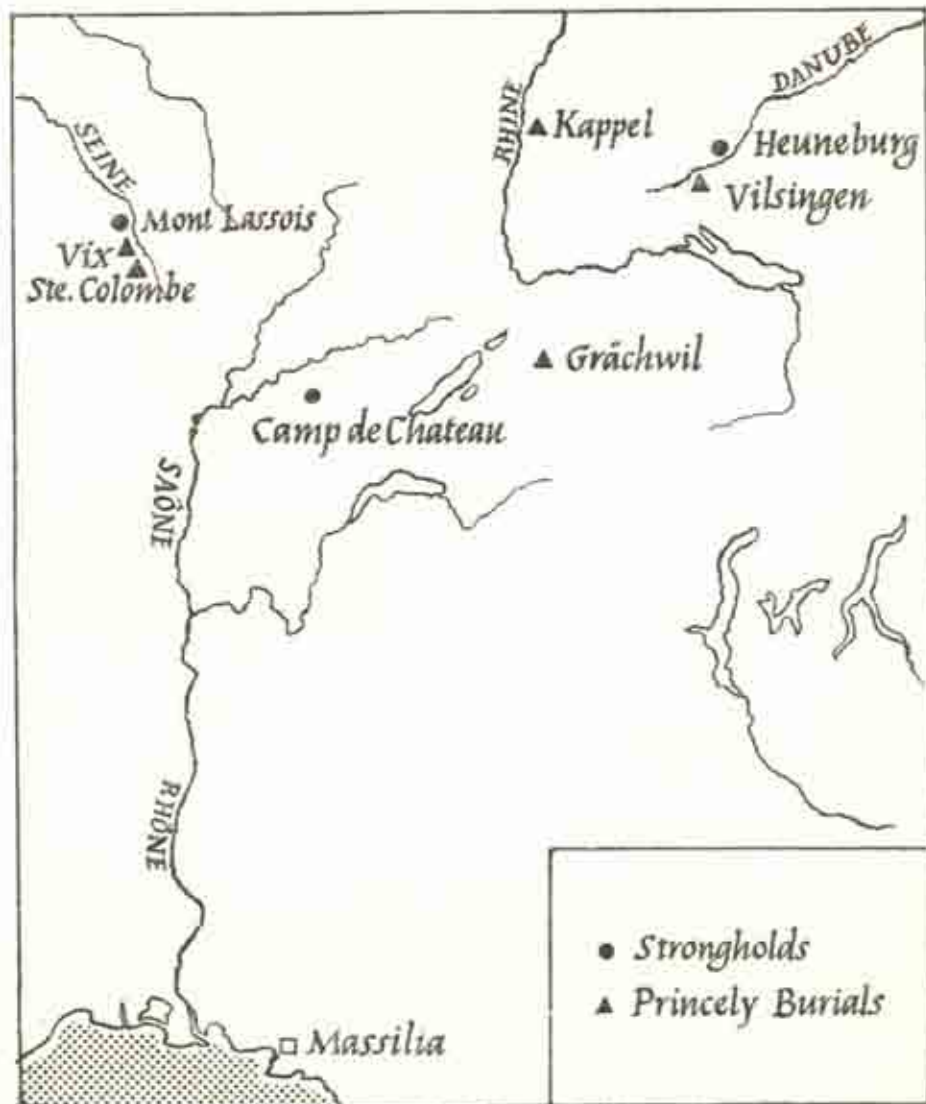 SEINE
Mont Lassois
Vix
Ste. Colombe
RHINE
Kappel
DANUBE
Heuneburg
Vilsingen
Grächwil
Camp de Chateau
SAÔNE
RHÔNE
Massilia
Strongholds
Princely Burials